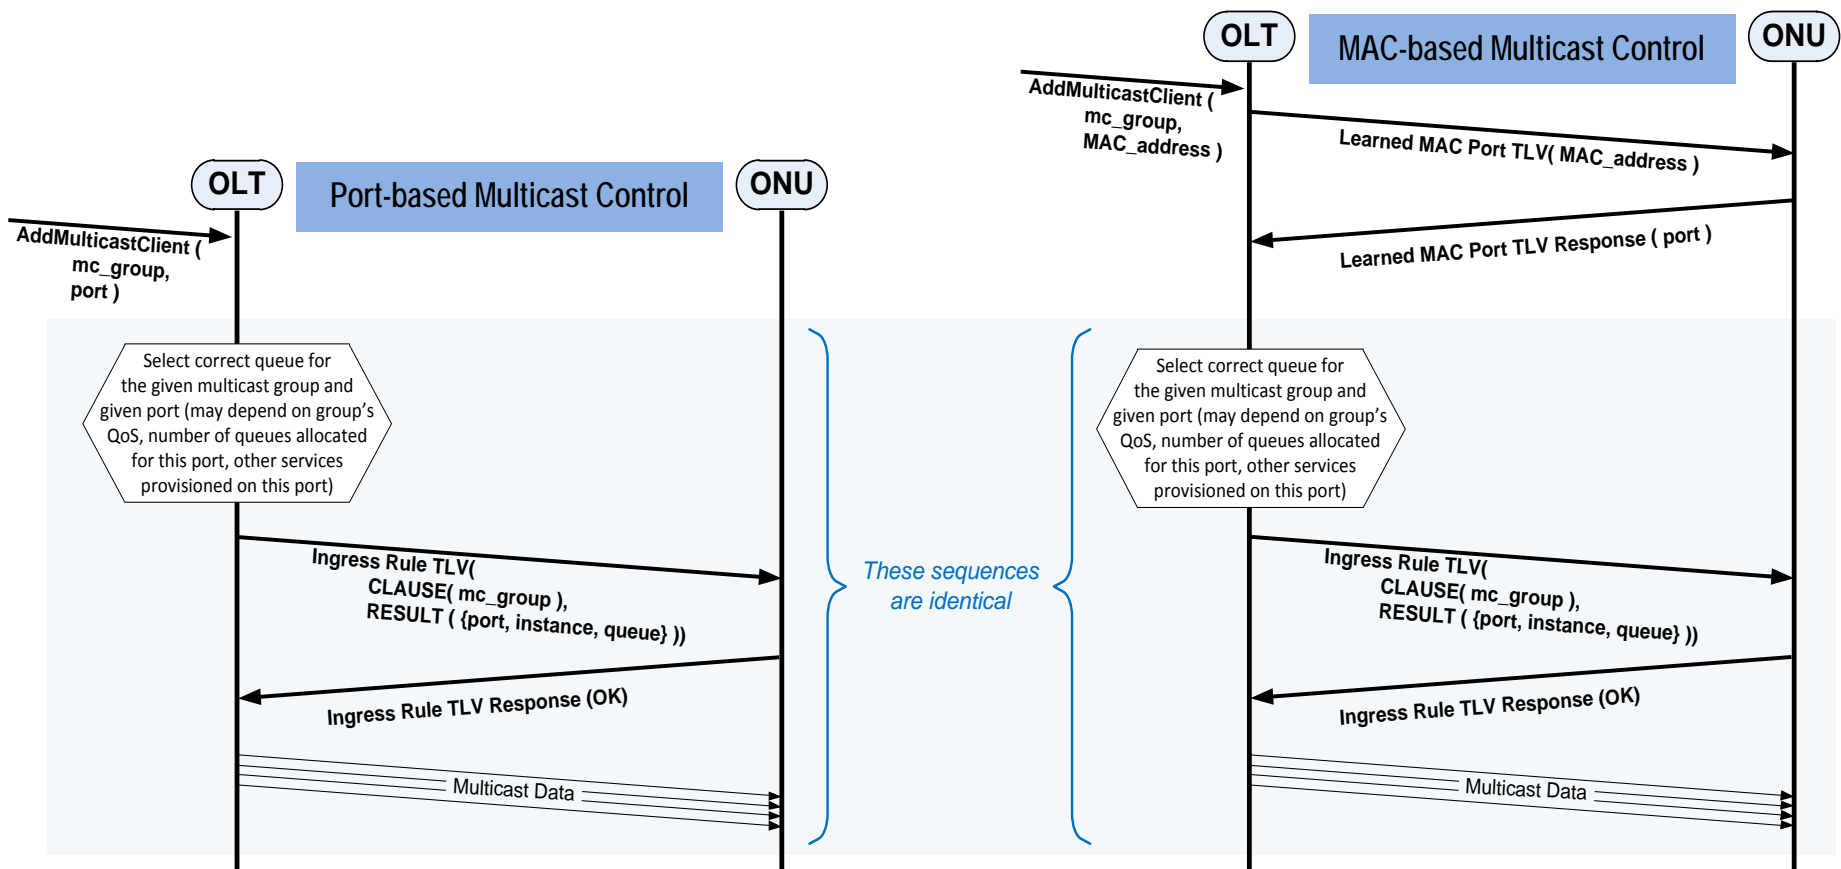 OLT
Port-based Multicast Control
ONU
AddMulticastClient (
mc_group,
port )
Select correct queue for
the given multicast group and
given port (may depend on group's
QoS, number of queues allocated
for this port, other services
provisioned on this port)
Ingress Rule TLV(
CLAUSE( mc_group ),
RESULT ( {port, instance, queue} ))
Ingress Rule TLV Response (OK)
Multicast Data
These sequences
are identical
OLT
MAC-based Multicast Control
ONU
AddMulticastClient (
mc_group,
MAC_address )
Learned MAC Port TLV( MAC_address )
Learned MAC Port TLV Response ( port )
Select correct queue for
the given multicast group and
given port (may depend on group's
QoS, number of queues allocated
for this port, other services
provisioned on this port)
Ingress Rule TLV(
CLAUSE( mc_group ),
RESULT ( {port, instance, queue} ))
Ingress Rule TLV Response (OK)
Multicast Data